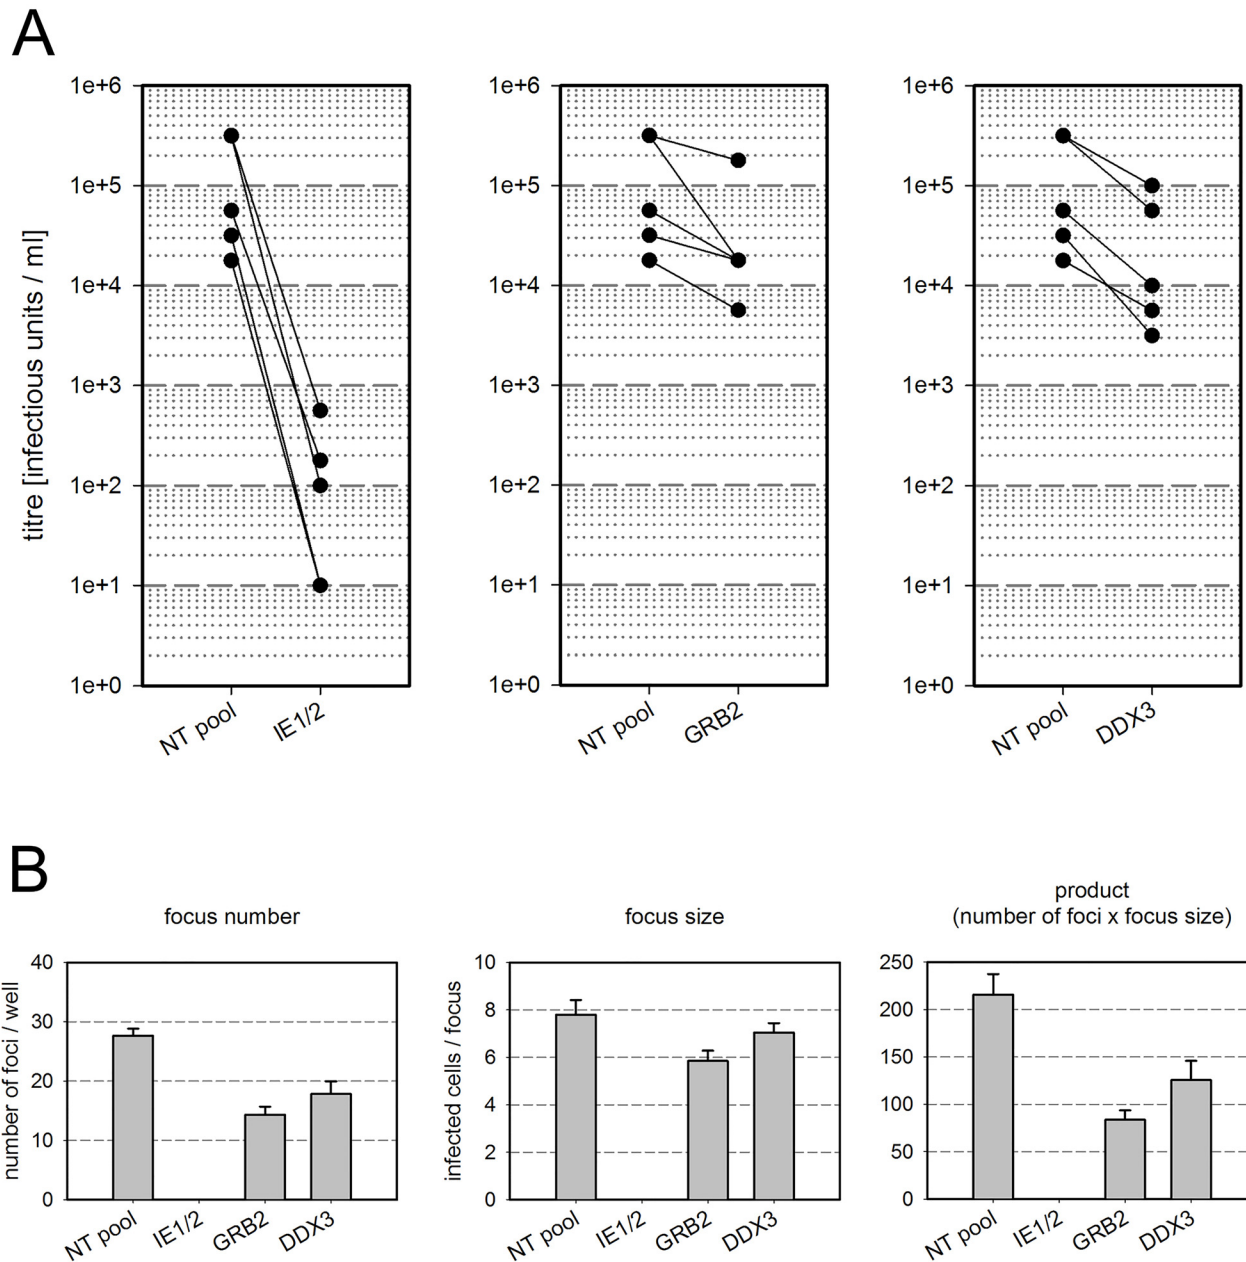 A
titre [infectious units / ml]
1e+6
1e+5
1e+4
1e+3
1e+2
1e+1
1e+0
NT pool
IE1/2
1e+6
1e+5
1e+4
1e+3
1e+2
1e+1
1e+0
NT pool
GRB2
1e+6
1e+5
1e+4
1e+3
1e+2
1e+1
1e+0
NT pool
DDX3
B
focus number
number of foci / well
40
30
20
10
0
NT pool
IE1/2
GRB2
DDX3
focus size
infected cells / focus
10
8
6
4
2
0
NT pool
IE1/2
GRB2
DDX3
product
(number of foci x focus size)
250
200
150
100
50
0
NT pool
IE1/2
GRB2
DDX3